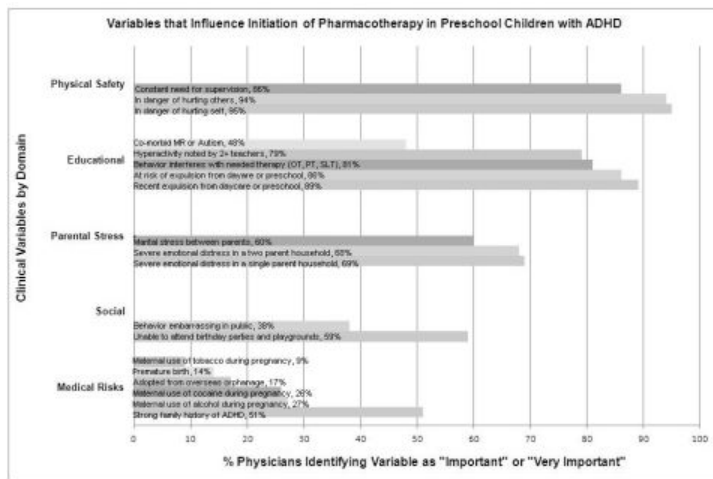 Variables that Influence Initiation of Pharmacotherapy in Preschool Children with ADHD
Clinical Variables by Domain
Physical Safety
Constant need for supervision, 86%
In danger of hurting others, 94%
In danger of hurting self, 95%
Educational
Co-morbid MR or Autism, 48%
Hyperactivity noted by 2+ teachers, 79%
Behavior interferes with needed therapy (OT, PT, SLT), 81%
At risk of expulsion from daycare or preschool, 86%
Recent expulsion from daycare or preschool, 89%
Parental Stress
Marital stress between parents, 60%
Severe emotional distress in a two parent household, 68%
Severe emotional distress in a single parent household, 69%
Social
Behavior embarrassing in public, 38%
Unable to attend birthday parties and playgrounds, 59%
Medical Risks
Maternal use of tobacco during pregnancy, 9%
Premature birth, 14%
Adopted from overseas orphanage, 17%
Maternal use of cocaine during pregnancy, 26%
Maternal use of alcohol during pregnancy, 27%
Strong family history of ADHD, 51%
0 10 20 30 40 50 60 70 80 90 100
% Physicians Identifying Variable as "Important" or "Very Important"